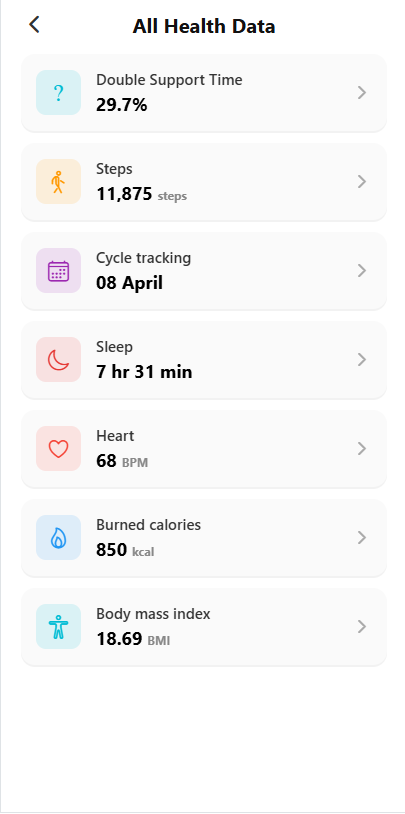 All Health Data
?
Double Support Time
29.7%
Steps
11,875 steps
Cycle tracking
08 April
Sleep
7 hr 31 min
Heart
68 BPM
Burned calories
850 kcal
Body mass index
18.69 BMI